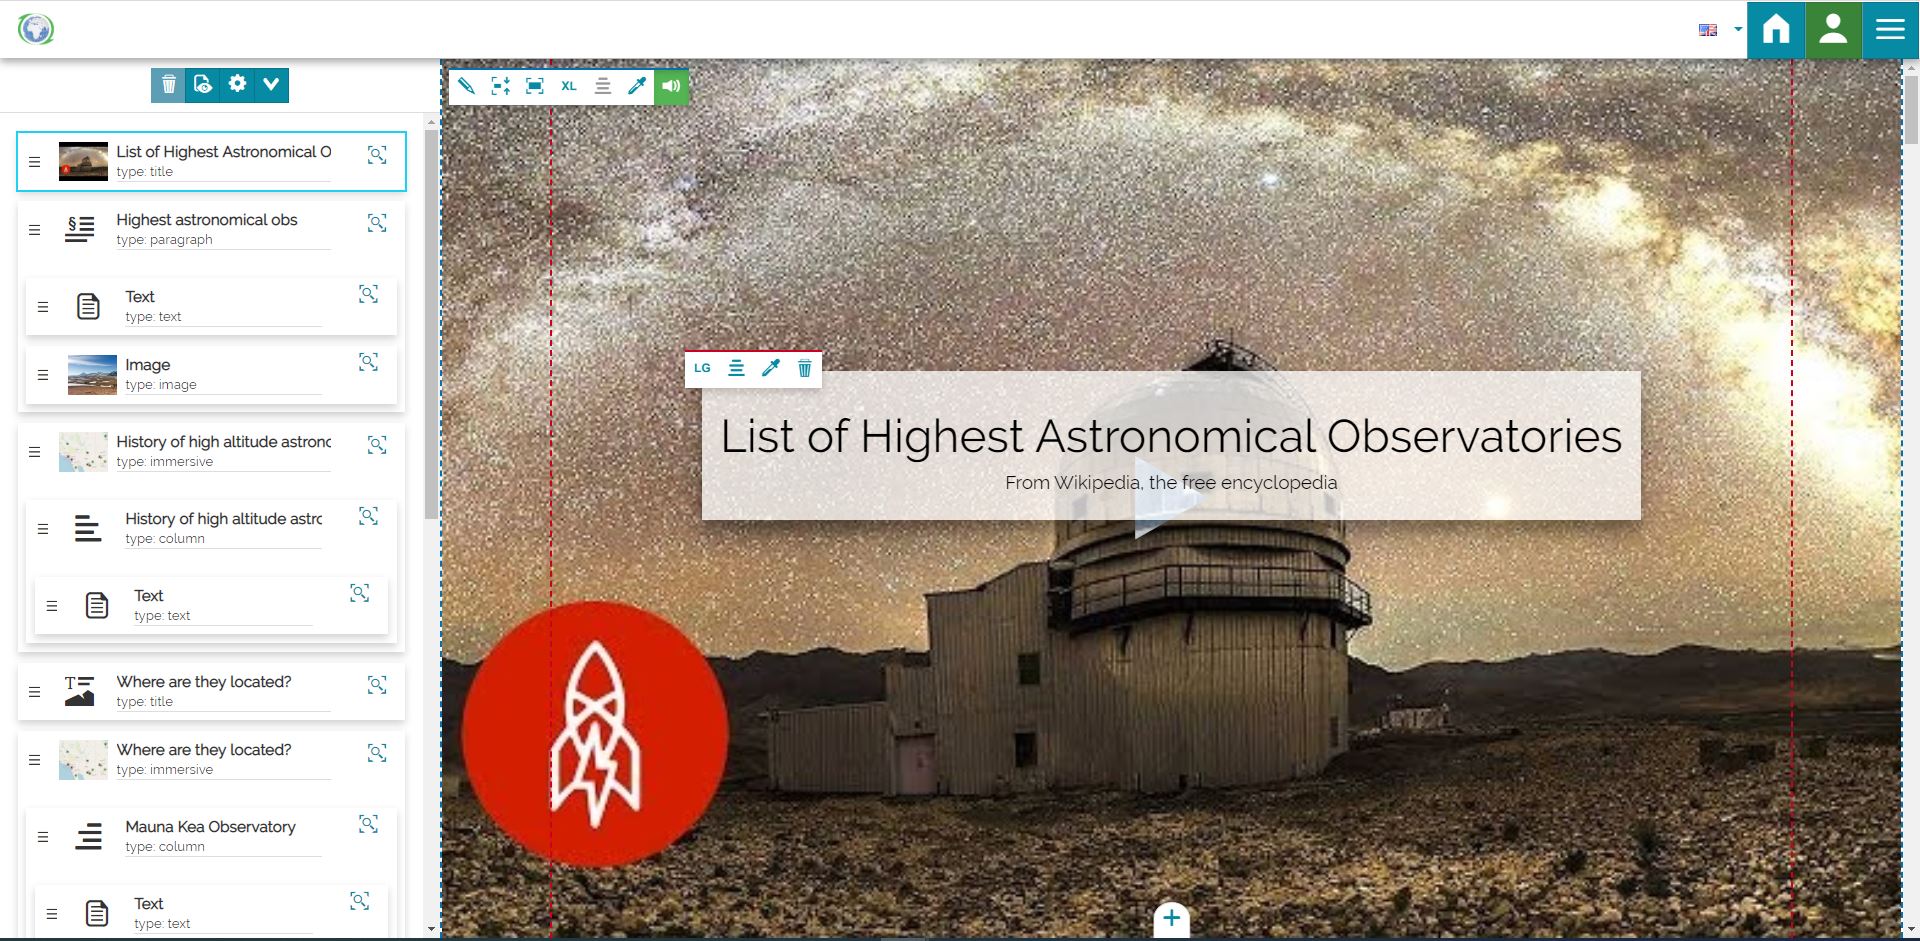 List of Highest Astronomical O
type: title
Highest astronomical obs
type: paragraph
Text
type: text
Image
type: image
History of high altitude astronc
type: immersive
History of high altitude astrc
type: column
Text
type: text
Where are they located?
type: title
Where are they located?
type: immersive
Mauna Kea Observatory
type: column
Text
type: text
XL
LG
List of Highest Astronomical Observatories
From Wikipedia, the free encyclopedia